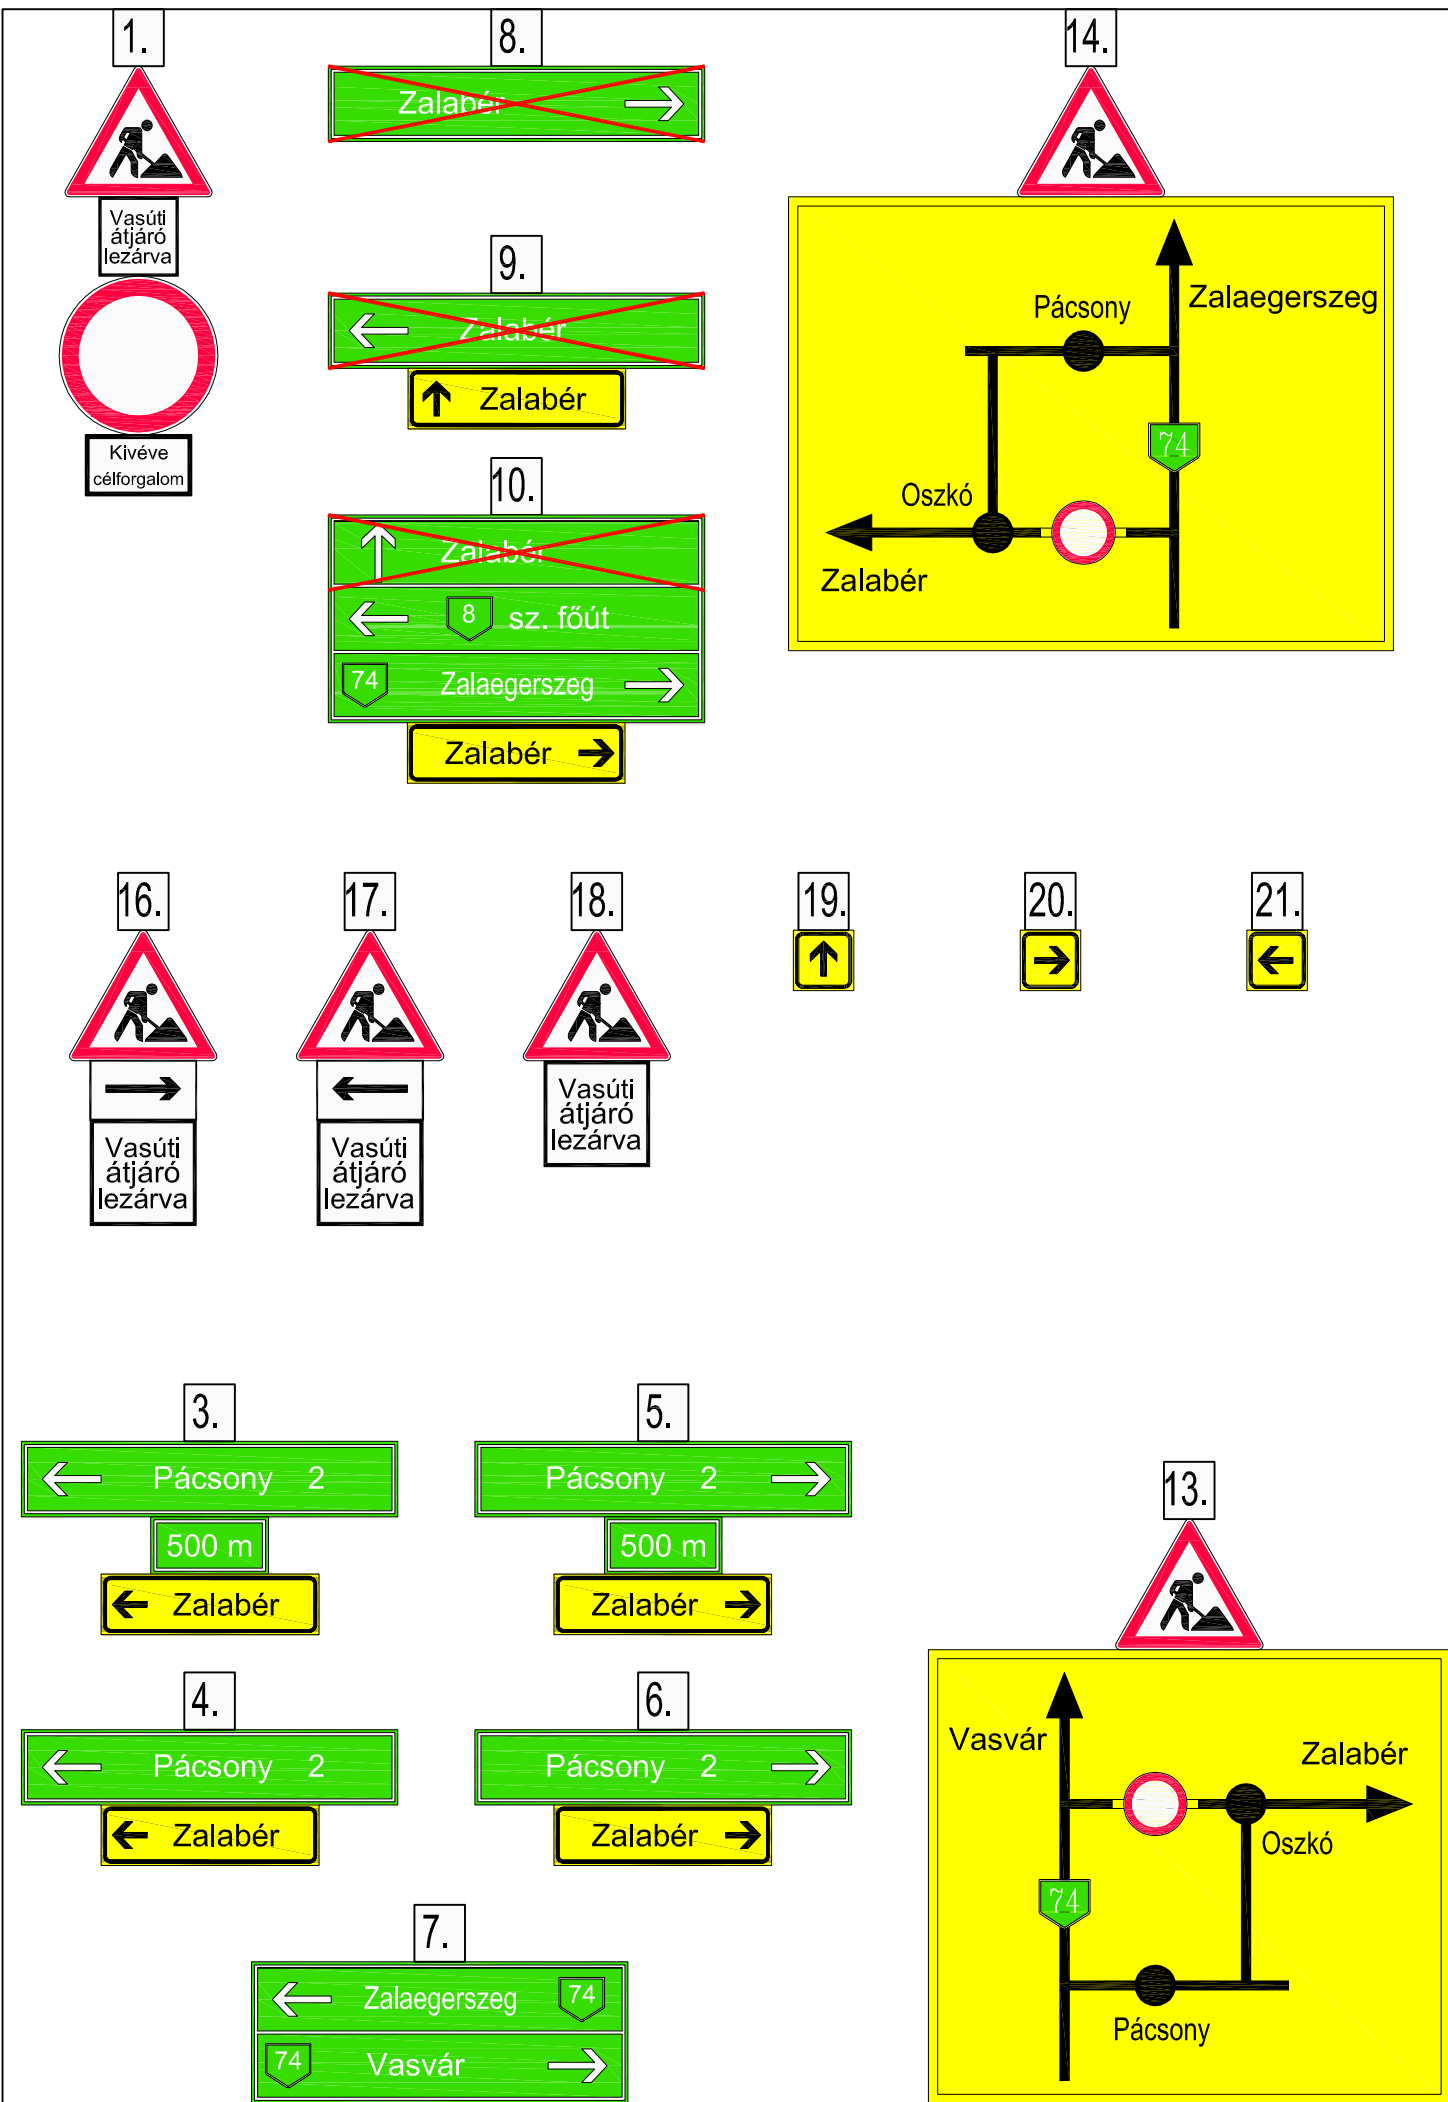 1.
Vasúti
átjáró
lezárva
Kivéve
célforgalom
8.
Zalabér
9.
Zalabér
Zalabér
10.
Zalabér
8 sz. főút
74 Zalaegerszeg
Zalabér
14.
Zalaegerszeg
Pácsony
74
Oszkó
Zalabér
16.
Vasúti
átjáró
lezárva
17.
Vasúti
átjáró
lezárva
18.
Vasúti
átjáró
lezárva
19.
20.
21.
3.
Pácsony 2
500 m
Zalabér
5.
Pácsony 2
500 m
Zalabér
4.
Pácsony 2
Zalabér
6.
Pácsony 2
Zalabér
7.
Zalaegerszeg 74
74 Vasvár
13.
Vasvár
Zalabér
Oszkó
74
Pácsony